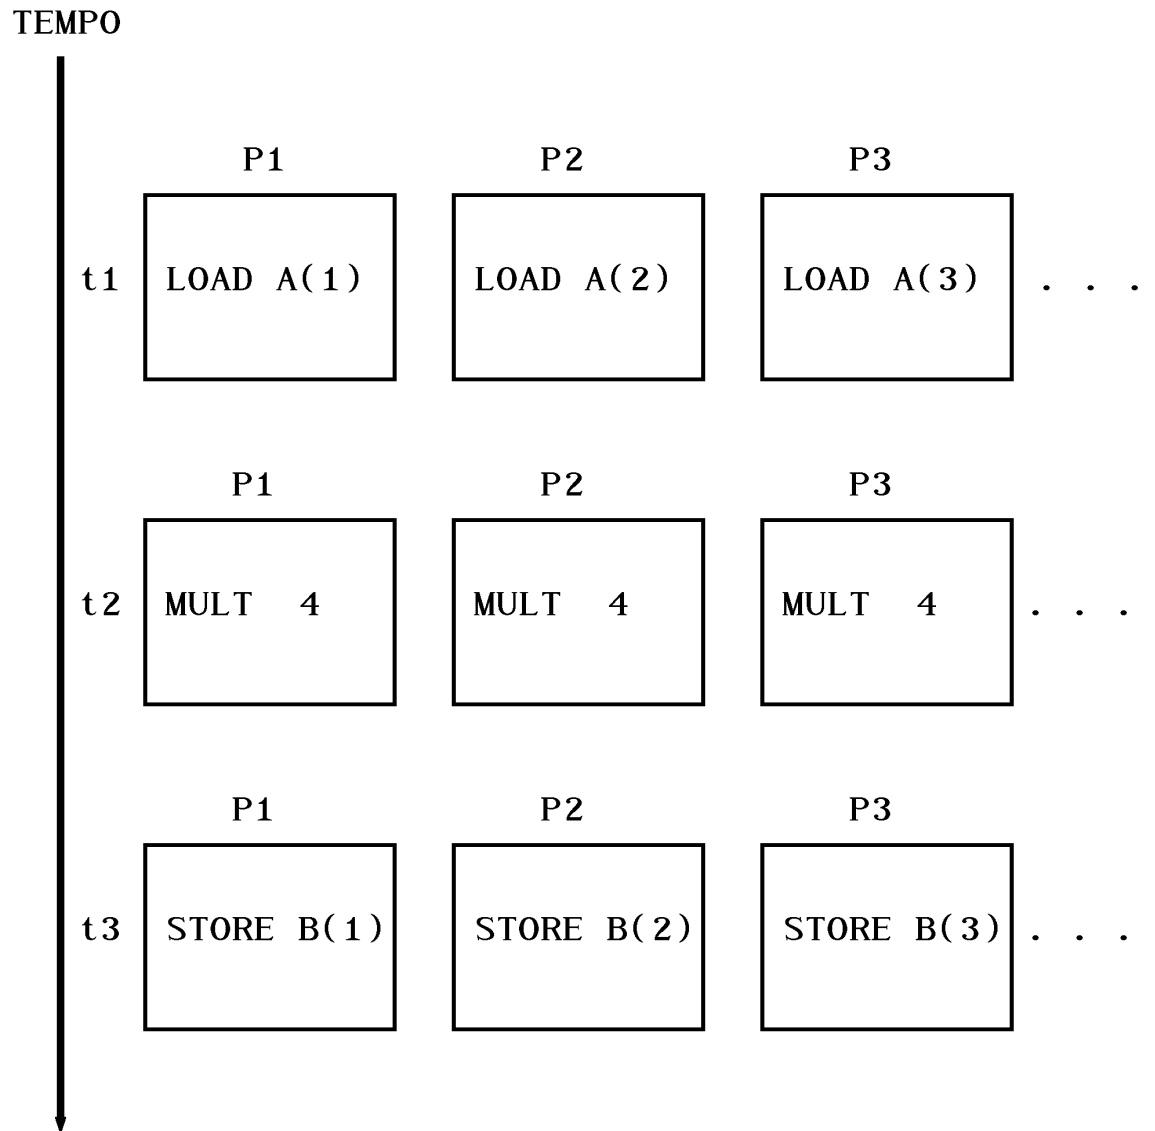 TEMPO
P1 P2 P3
t1 LOAD A(1) LOAD A(2) LOAD A(3) . . .
P1 P2 P3
t2 MULT 4 MULT 4 MULT 4 . . .
P1 P2 P3
t3 STORE B(1) STORE B(2) STORE B(3) . . .